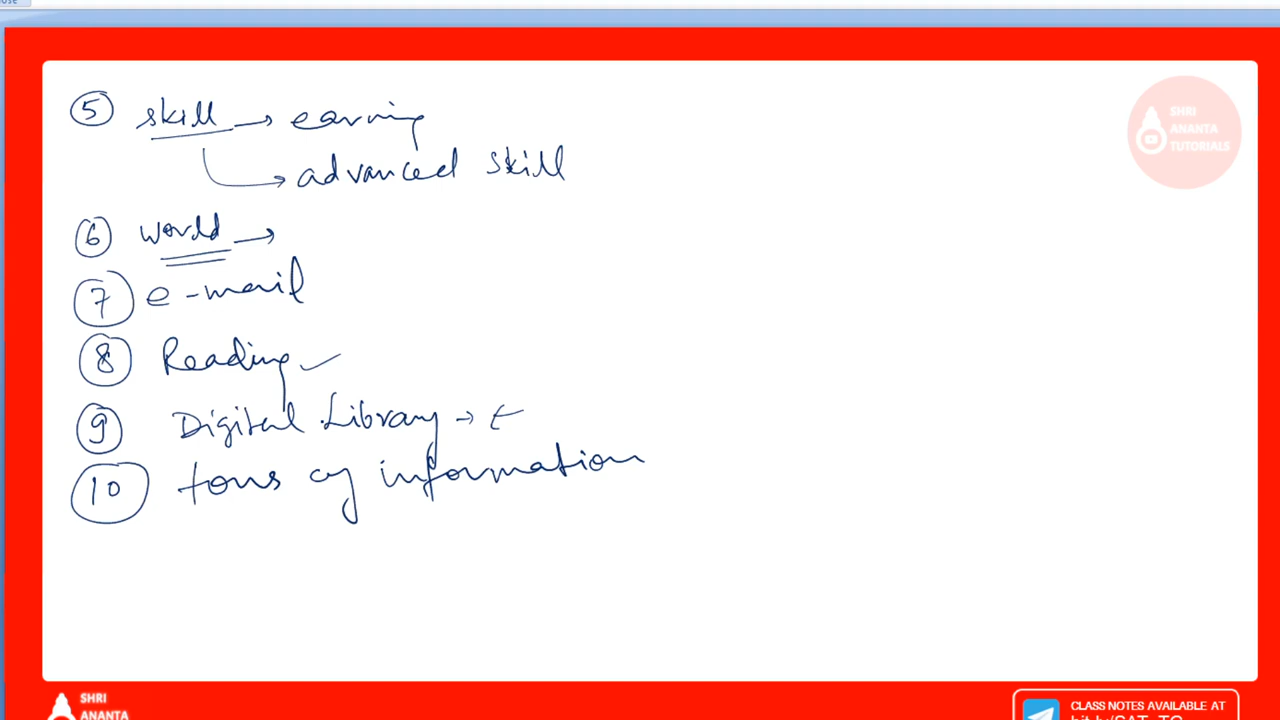 ⑤ skill → earning
→ advanced skill
⑥ world →
⑦ e-mail
⑧ Reading ✓
⑨ Digital Library → t
⑩ tons of information
SHRI
ANANTA
TUTORIALS
SHRI
ANANTA
CLASS NOTES AVAILABLE AT